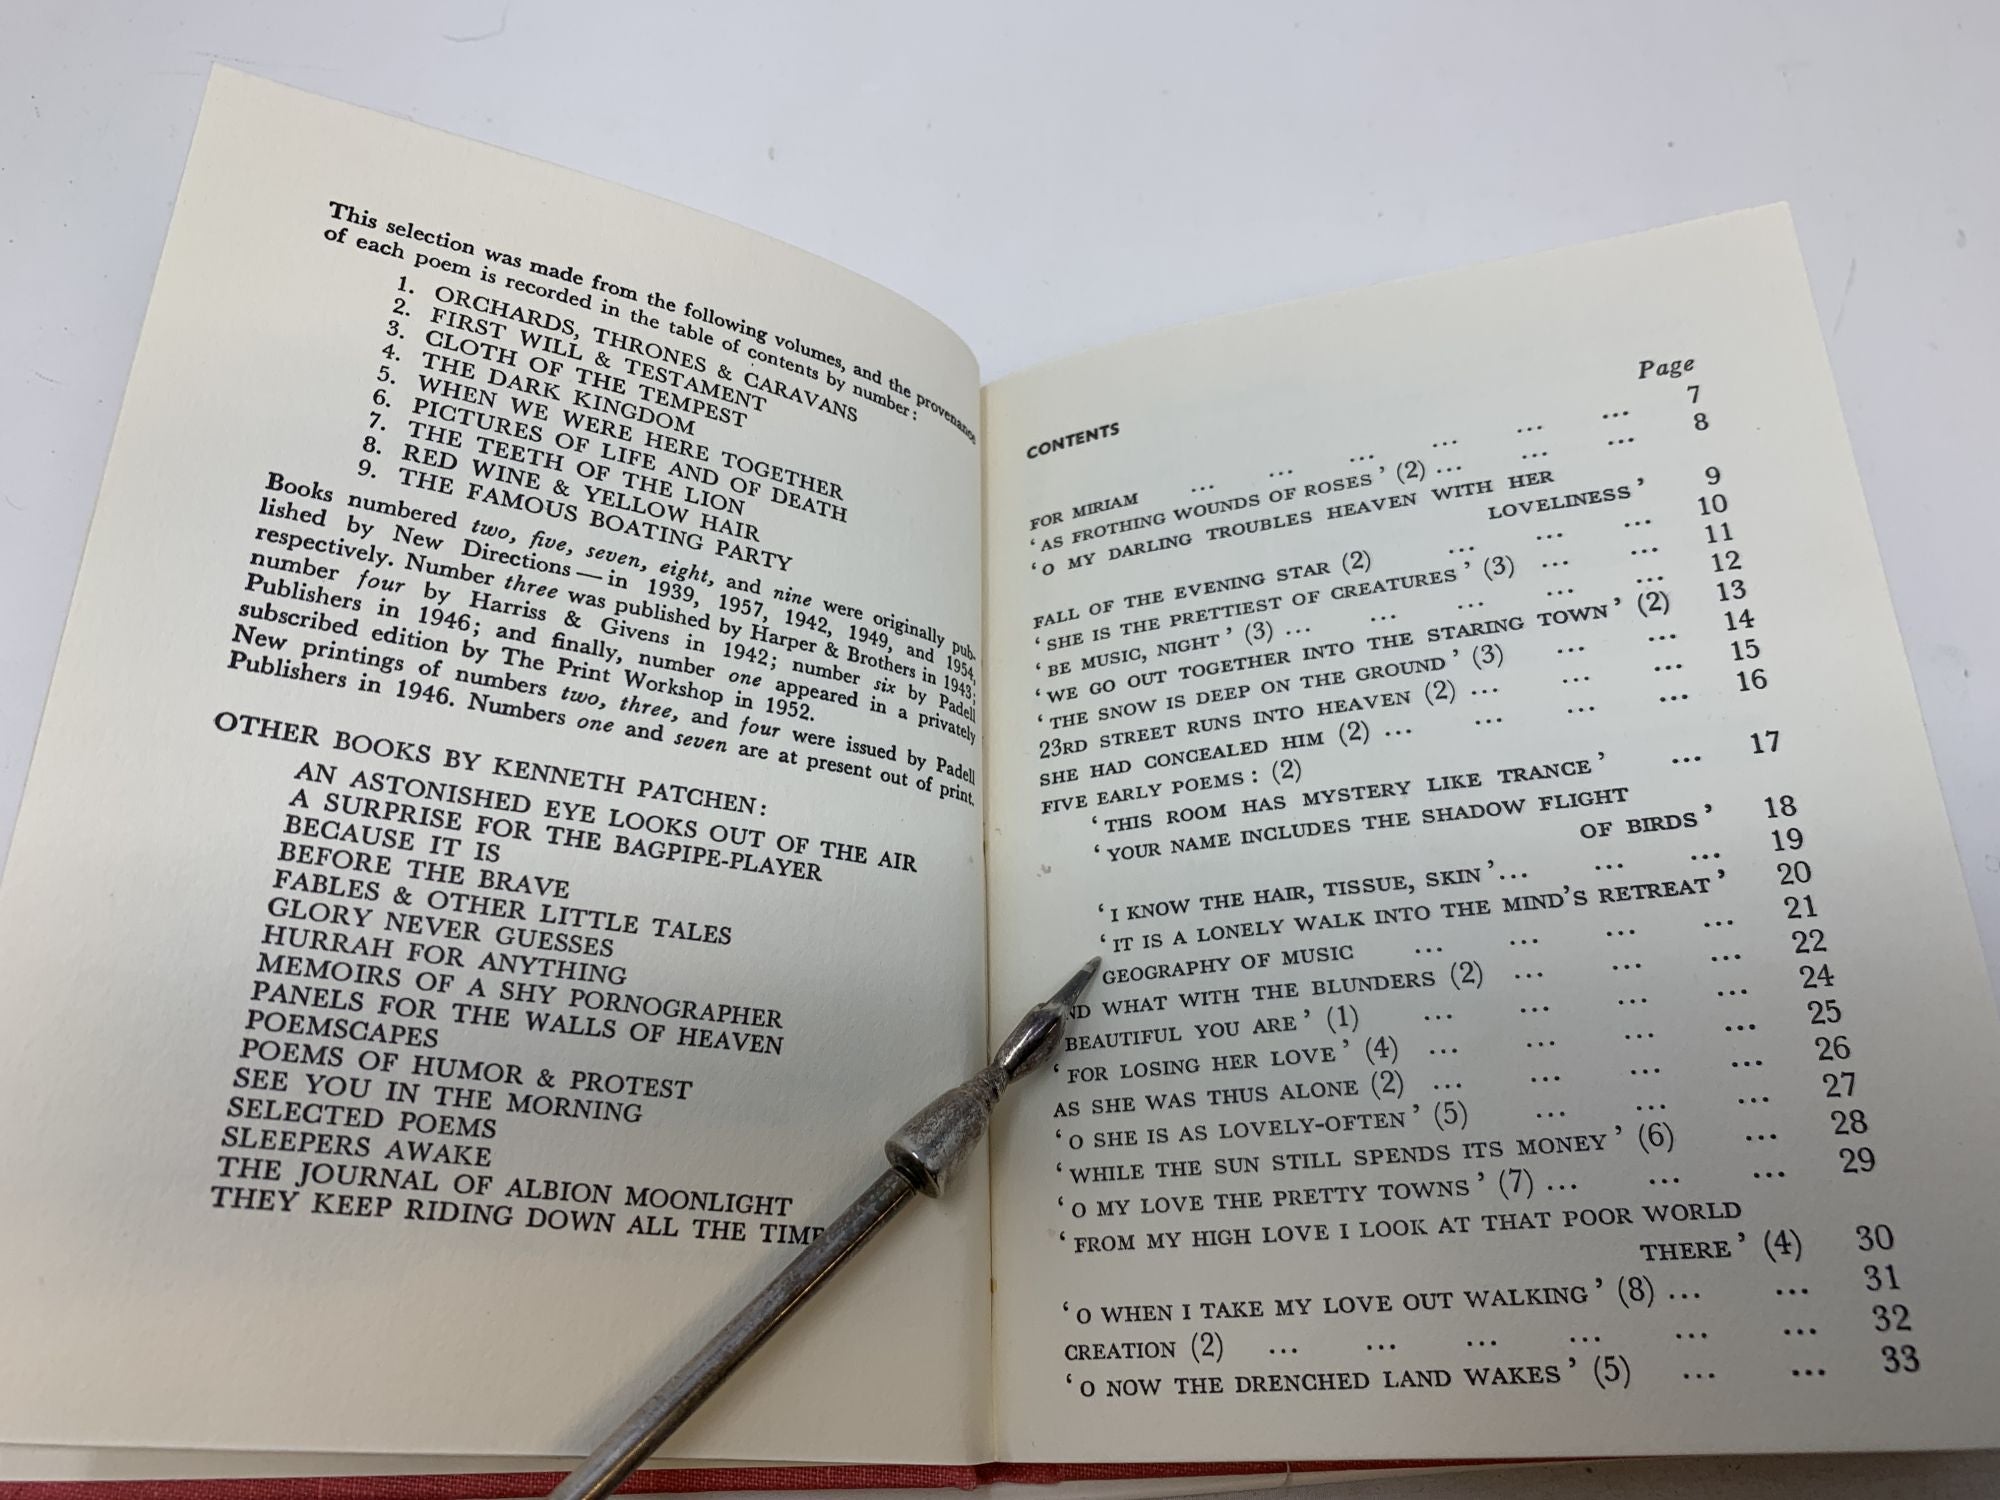 This selection was made from the following volumes, and the provenance
of each poem is recorded in the table of contents by number:
1. ORCHARDS, THRONES & CARAVANS
2. FIRST WILL & TESTAMENT
3. CLOTH OF THE TEMPEST
4. THE DARK KINGDOM
5. WHEN WE WERE HERE TOGETHER
6. PICTURES OF LIFE AND OF DEATH
7. THE TEETH OF THE LION
8. RED WINE & YELLOW HAIR
9. THE FAMOUS BOATING PARTY
Books numbered two, five, seven, eight, and nine were originally pub-
lished by New Directions—in 1939, 1957, 1942, 1949, and 1954,
respectively. Number three was published by Harper & Brothers in 1943;
number four by Harriss & Givens in 1942; number six by Padell
Publishers in 1946; and finally, number one appeared in a privately
subscribed edition by The Print Workshop in 1952.
New printings of numbers two, three, and four were issued by Padell
Publishers in 1946. Numbers one and seven are at present out of print.
OTHER BOOKS BY KENNETH PATCHEN:
AN ASTONISHED EYE LOOKS OUT OF THE AIR
A SURPRISE FOR THE BAGPIPE-PLAYER
BECAUSE IT IS
BEFORE THE BRAVE
FABLES & OTHER LITTLE TALES
GLORY NEVER GUESSES
HURRAH FOR ANYTHING
MEMOIRS OF A SHY PORNOGRAPHER
PANELS FOR THE WALLS OF HEAVEN
POEMSCAPES
POEMS OF HUMOR & PROTEST
SEE YOU IN THE MORNING
SELECTED POEMS
SLEEPERS AWAKE
THE JOURNAL OF ALBION MOONLIGHT
THEY KEEP RIDING DOWN ALL THE TIME
CONTENTS Page
FOR MIRIAM ... ... ... ... ... ... 7
‘AS FROTHING WOUNDS OF ROSES’ (2) ... ... ... 8
‘O MY DARLING TROUBLES HEAVEN WITH HER
LOVELINESS’ 9
FALL OF THE EVENING STAR (2) ... ... ... 10
‘SHE IS THE PRETTIEST OF CREATURES’ (3) ... ... 11
‘BE MUSIC, NIGHT’ (3) ... ... ... ... ... 12
‘WE GO OUT TOGETHER INTO THE STARING TOWN’ (2) 13
‘THE SNOW IS DEEP ON THE GROUND’ (3) ... ... 14
23RD STREET RUNS INTO HEAVEN (2) ... ... ... 15
SHE HAD CONCEALED HIM (2) ... ... ... ... 16
FIVE EARLY POEMS: (2)
‘THIS ROOM HAS MYSTERY LIKE TRANCE’ ... 17
‘YOUR NAME INCLUDES THE SHADOW FLIGHT
OF BIRDS’ 18
‘I KNOW THE HAIR, TISSUE, SKIN’... ... ... 19
‘IT IS A LONELY WALK INTO THE MIND’S RETREAT’ 20
GEOGRAPHY OF MUSIC ... ... ... ... 21
ND WHAT WITH THE BLUNDERS (2) ... ... ... 22
BEAUTIFUL YOU ARE’ (1) ... ... ... ... 24
‘FOR LOSING HER LOVE’ (4) ... ... ... ... 25
AS SHE WAS THUS ALONE (2) ... ... ... ... 26
‘O SHE IS AS LOVELY-OFTEN’ (5) ... ... ... 27
‘WHILE THE SUN STILL SPENDS ITS MONEY’ (6) ... 28
‘O MY LOVE THE PRETTY TOWNS’ (7) ... ... ... 29
‘FROM MY HIGH LOVE I LOOK AT THAT POOR WORLD
THERE’ (4) 30
‘O WHEN I TAKE MY LOVE OUT WALKING’ (8) ... ... 31
CREATION (2) ... ... ... ... ... ... 32
‘O NOW THE DRENCHED LAND WAKES’ (5) ... ... 33